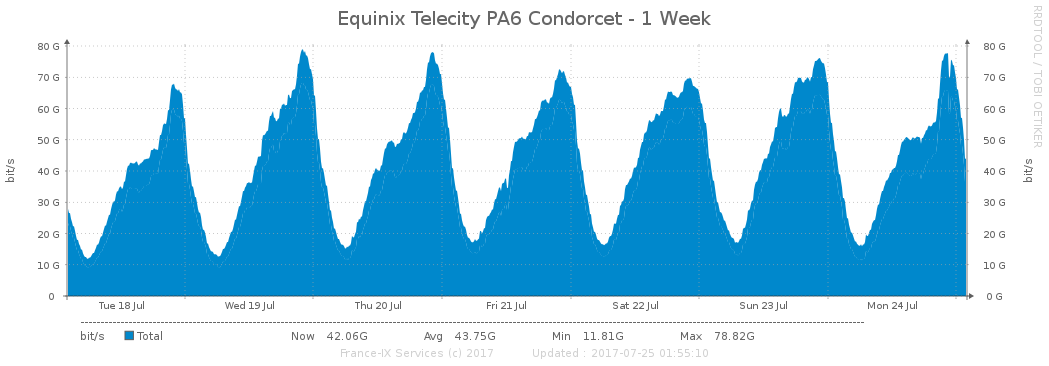 Equinix Telecity PA6 Condorcet - 1 Week
RRDTOOL / TOBI OETIKER
bit/s
80 G 80 G
70 G 70 G
60 G 60 G
50 G 50 G
40 G 40 G
30 G 30 G
20 G 20 G
10 G 10 G
0 0 G
bit/s
Tue 18 Jul Wed 19 Jul Thu 20 Jul Fri 21 Jul Sat 22 Jul Sun 23 Jul Mon 24 Jul
bit/s Total Now 42.06G Avg 43.75G Min 11.81G Max 78.82G
France-IX Services (c) 2017 Updated : 2017-07-25 01:55:10